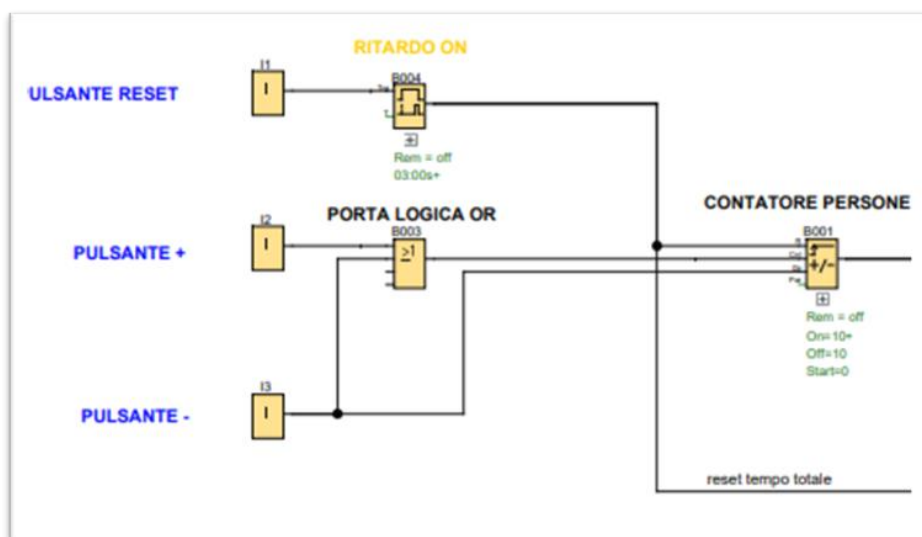 RITARDO ON
I1
B004
ULSANTE RESET
Rem = off
03:00s+
PORTA LOGICA OR
CONTATORE PERSONE
I2
B003
B001
PULSANTE +
≥1
+/-
Rem = off
On=10+
Off=10
Start=0
I3
PULSANTE -
reset tempo totale